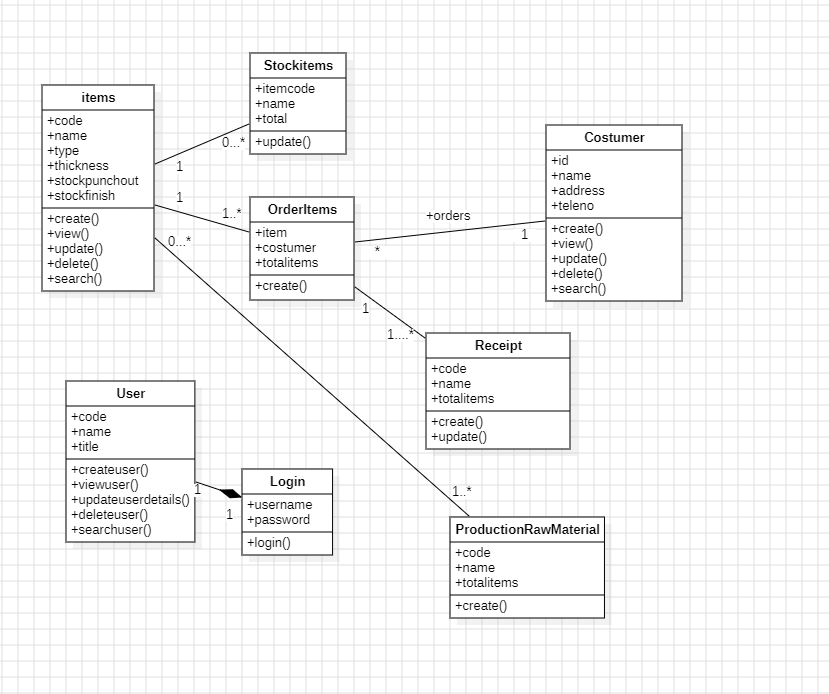 Stockitems
+itemcode
+name
+total
+update()
items
+code
+name
+type
+thickness
+stockpunchout
+stockfinish
+create()
+view()
+update()
+delete()
+search()
0...*
1
1
1..*
0...*
OrderItems
+item
+costumer
+totalitems
+create()
+orders
*
1
Costumer
+id
+name
+address
+teleno
+create()
+view()
+update()
+delete()
+search()
1
1....*
Receipt
+code
+name
+totalitems
+create()
+update()
User
+code
+name
+title
+createuser()
+viewuser()
+updateuserdetails()
+deleteuser()
+searchuser()
1
1
Login
+username
+password
+login()
1..*
ProductionRawMaterial
+code
+name
+totalitems
+create()